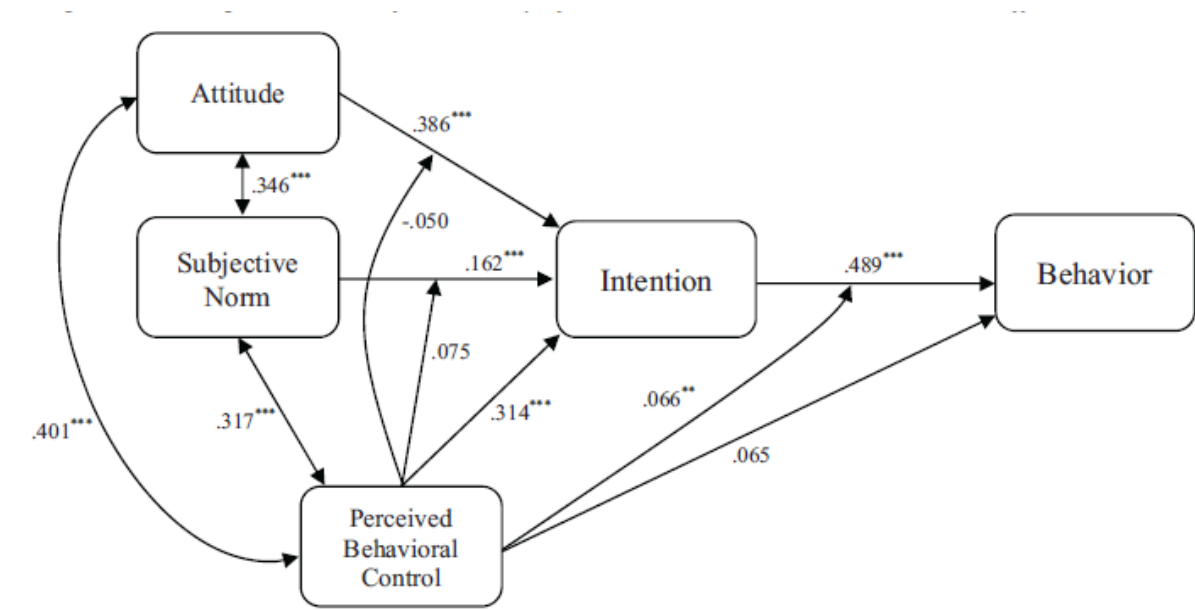 Attitude
.386***
.346***
-.050
Subjective
Norm
.162***
Intention
.489***
Behavior
.075
.317***
.314***
.066**
.401***
.065
Perceived
Behavioral
Control